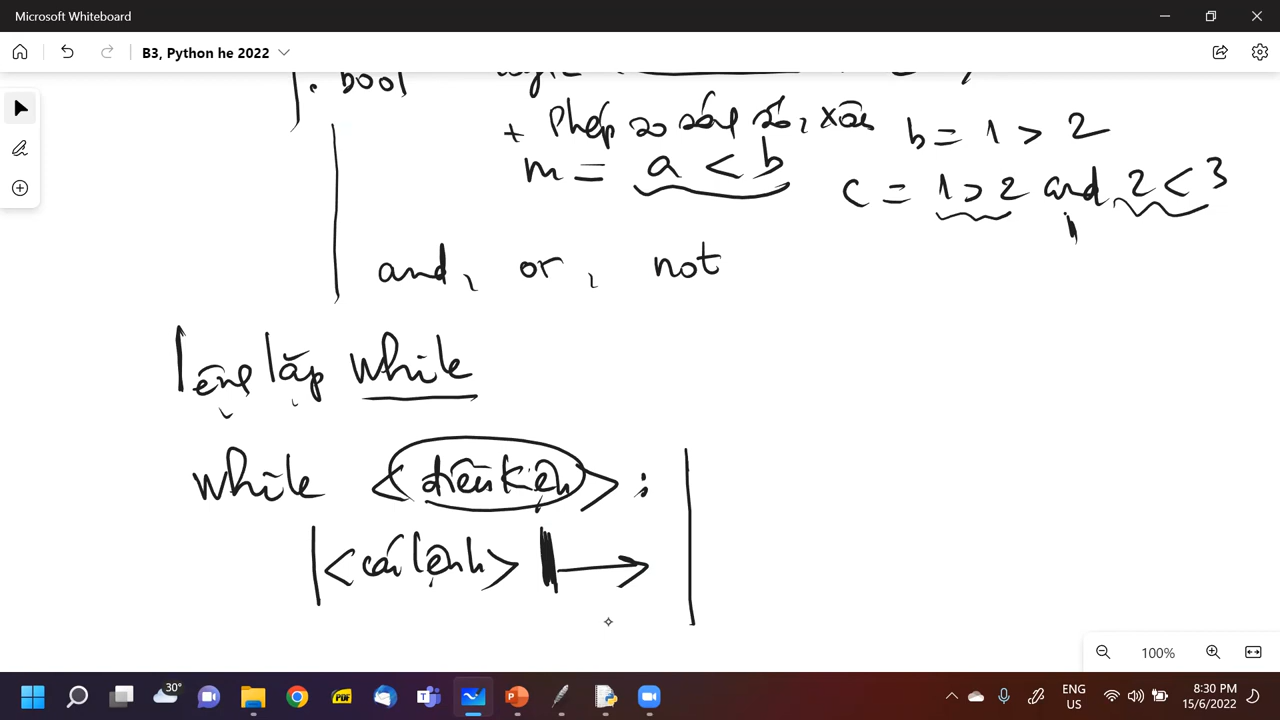 Microsoft Whiteboard
B3, Python he 2022
. bool
+ Phép so sánh số, xâu
b = 1 > 2
m = a < b
c = 1 > 2 and 2 < 3
and, or, not
lệnh lặp while
while <điều kiện> :
<câu lệnh>
100%
30°
ENG
US
8:30 PM
15/6/2022